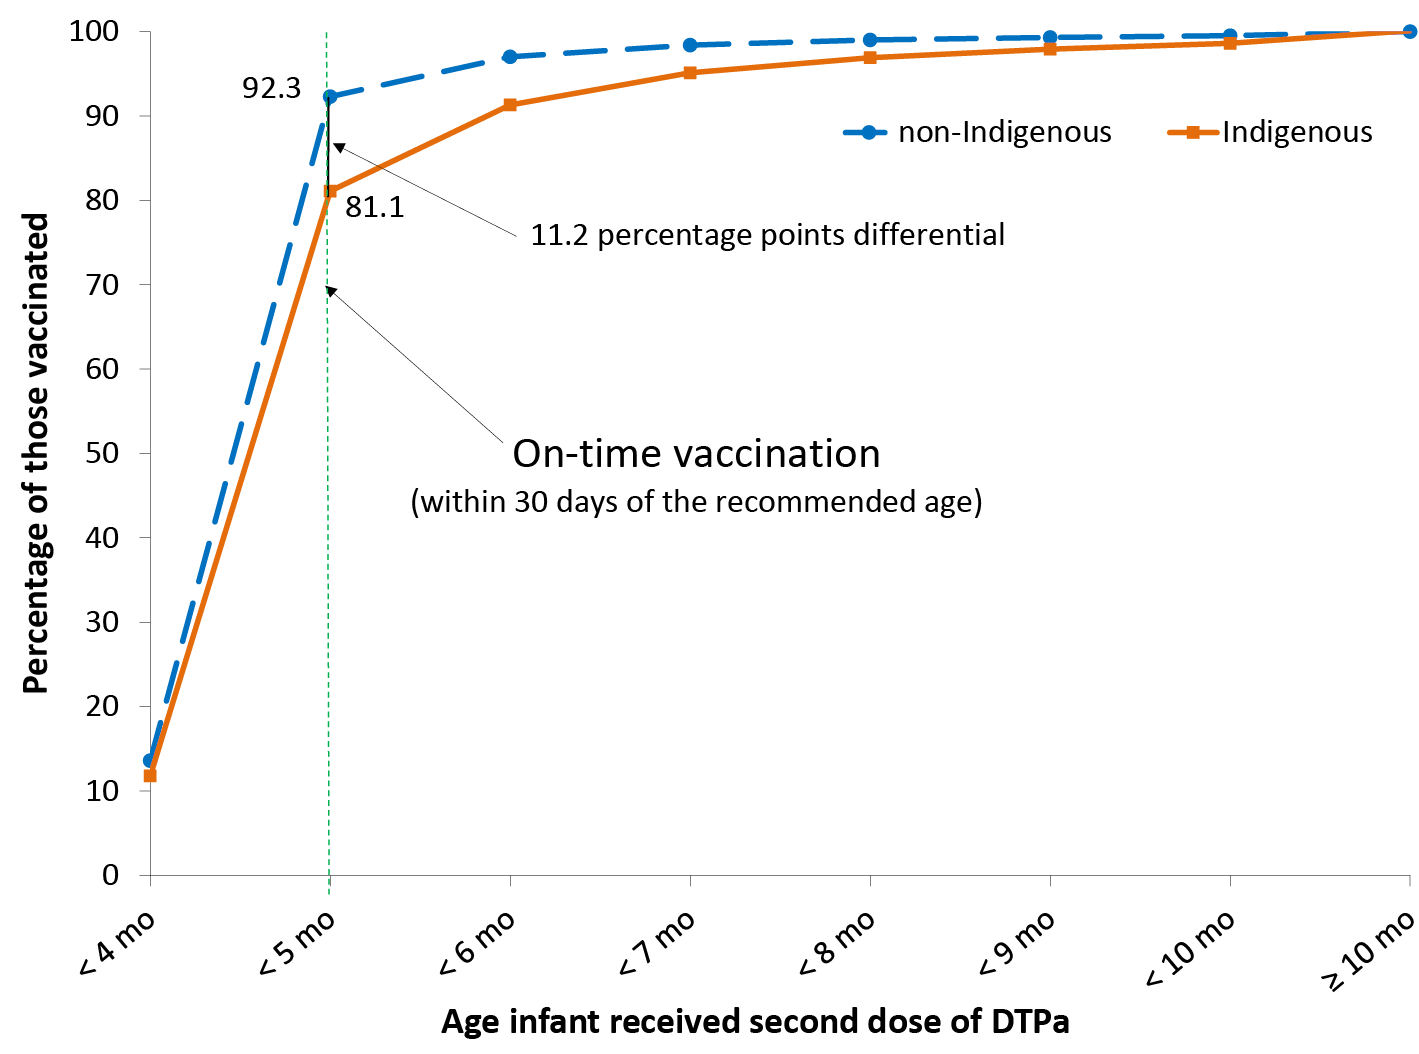 100
90
80
70
60
50
40
30
20
10
0
Percentage of those vaccinated
92.3
81.1
non-Indigenous
Indigenous
11.2 percentage points differential
On-time vaccination
(within 30 days of the recommended age)
< 4 mo
< 5 mo
< 6 mo
< 7 mo
< 8 mo
< 9 mo
< 10 mo
≥ 10 mo
Age infant received second dose of DTPa